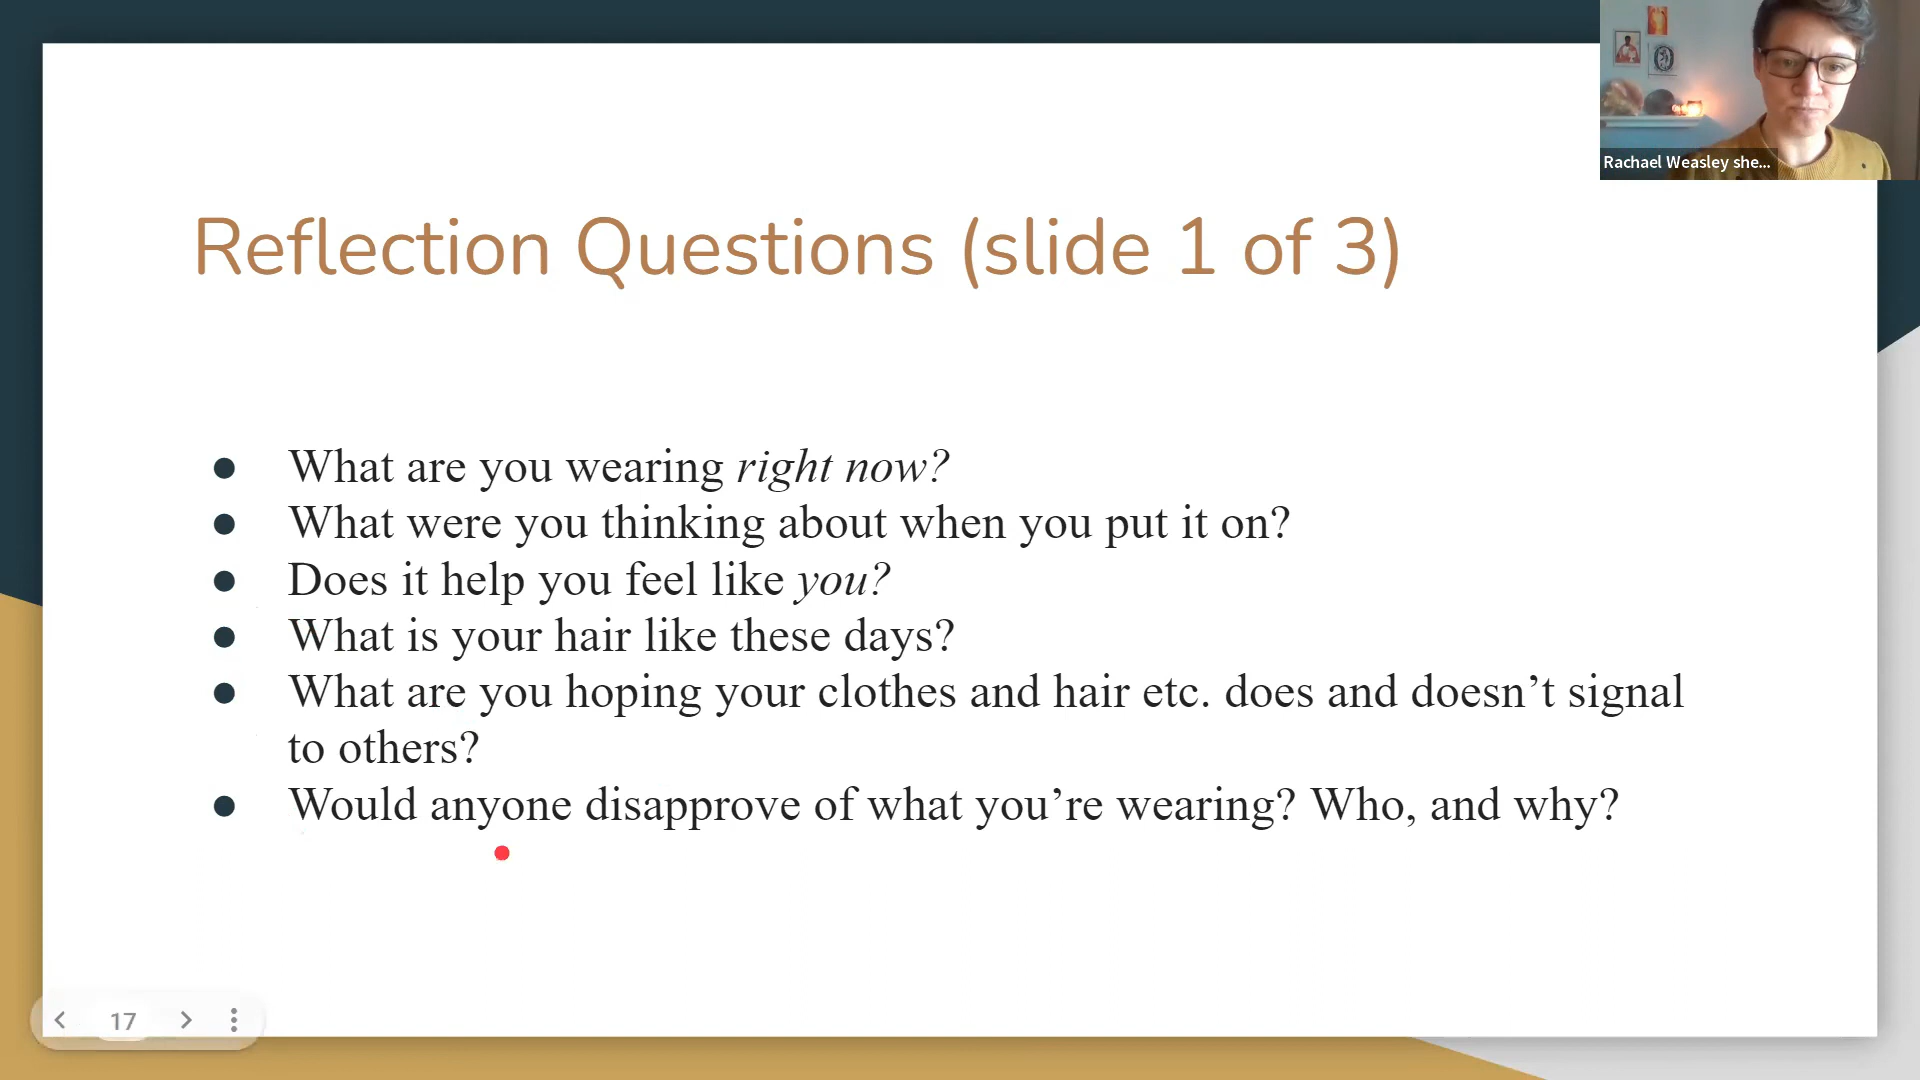 Rachael Weasley she...
Reflection Questions (slide 1 of 3)
● What are you wearing right now?
● What were you thinking about when you put it on?
● Does it help you feel like you?
● What is your hair like these days?
● What are you hoping your clothes and hair etc. does and doesn’t signal
to others?
● Would anyone disapprove of what you’re wearing? Who, and why?
17